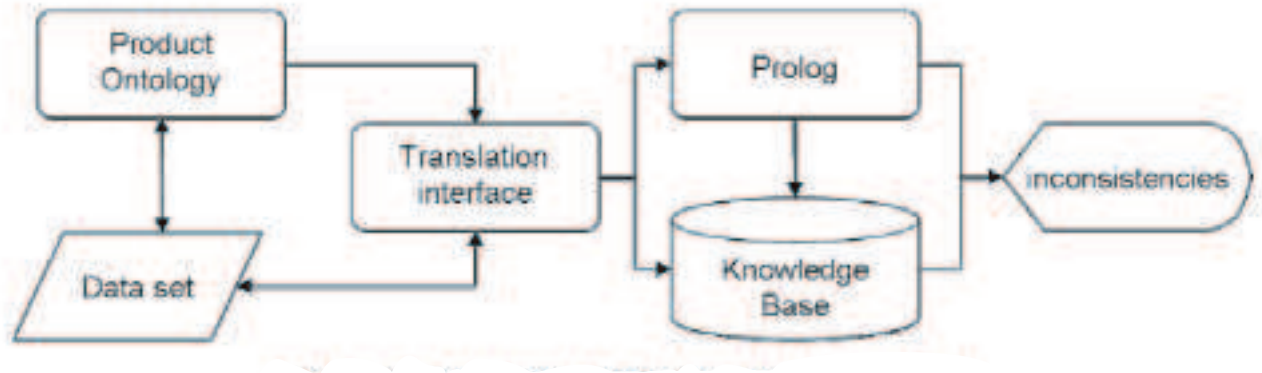 Product
Ontology
Translation
interface
Data set
Prolog
Knowledge
Base
inconsistencies